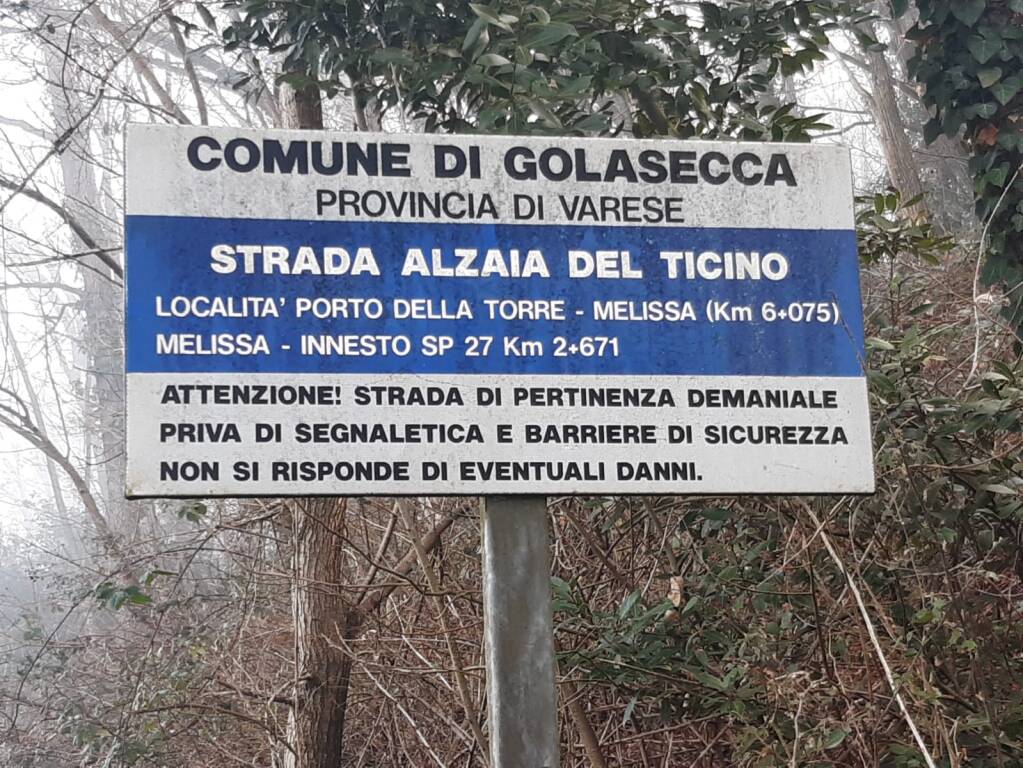 COMUNE DI GOLASECCA
PROVINCIA DI VARESE
STRADA ALZAIA DEL TICINO
LOCALITA' PORTO DELLA TORRE - MELISSA (Km 6+075)
MELISSA - INNESTO SP 27 Km 2+671
ATTENZIONE! STRADA DI PERTINENZA DEMANIALE
PRIVA DI SEGNALETICA E BARRIERE DI SICUREZZA
NON SI RISPONDE DI EVENTUALI DANNI.